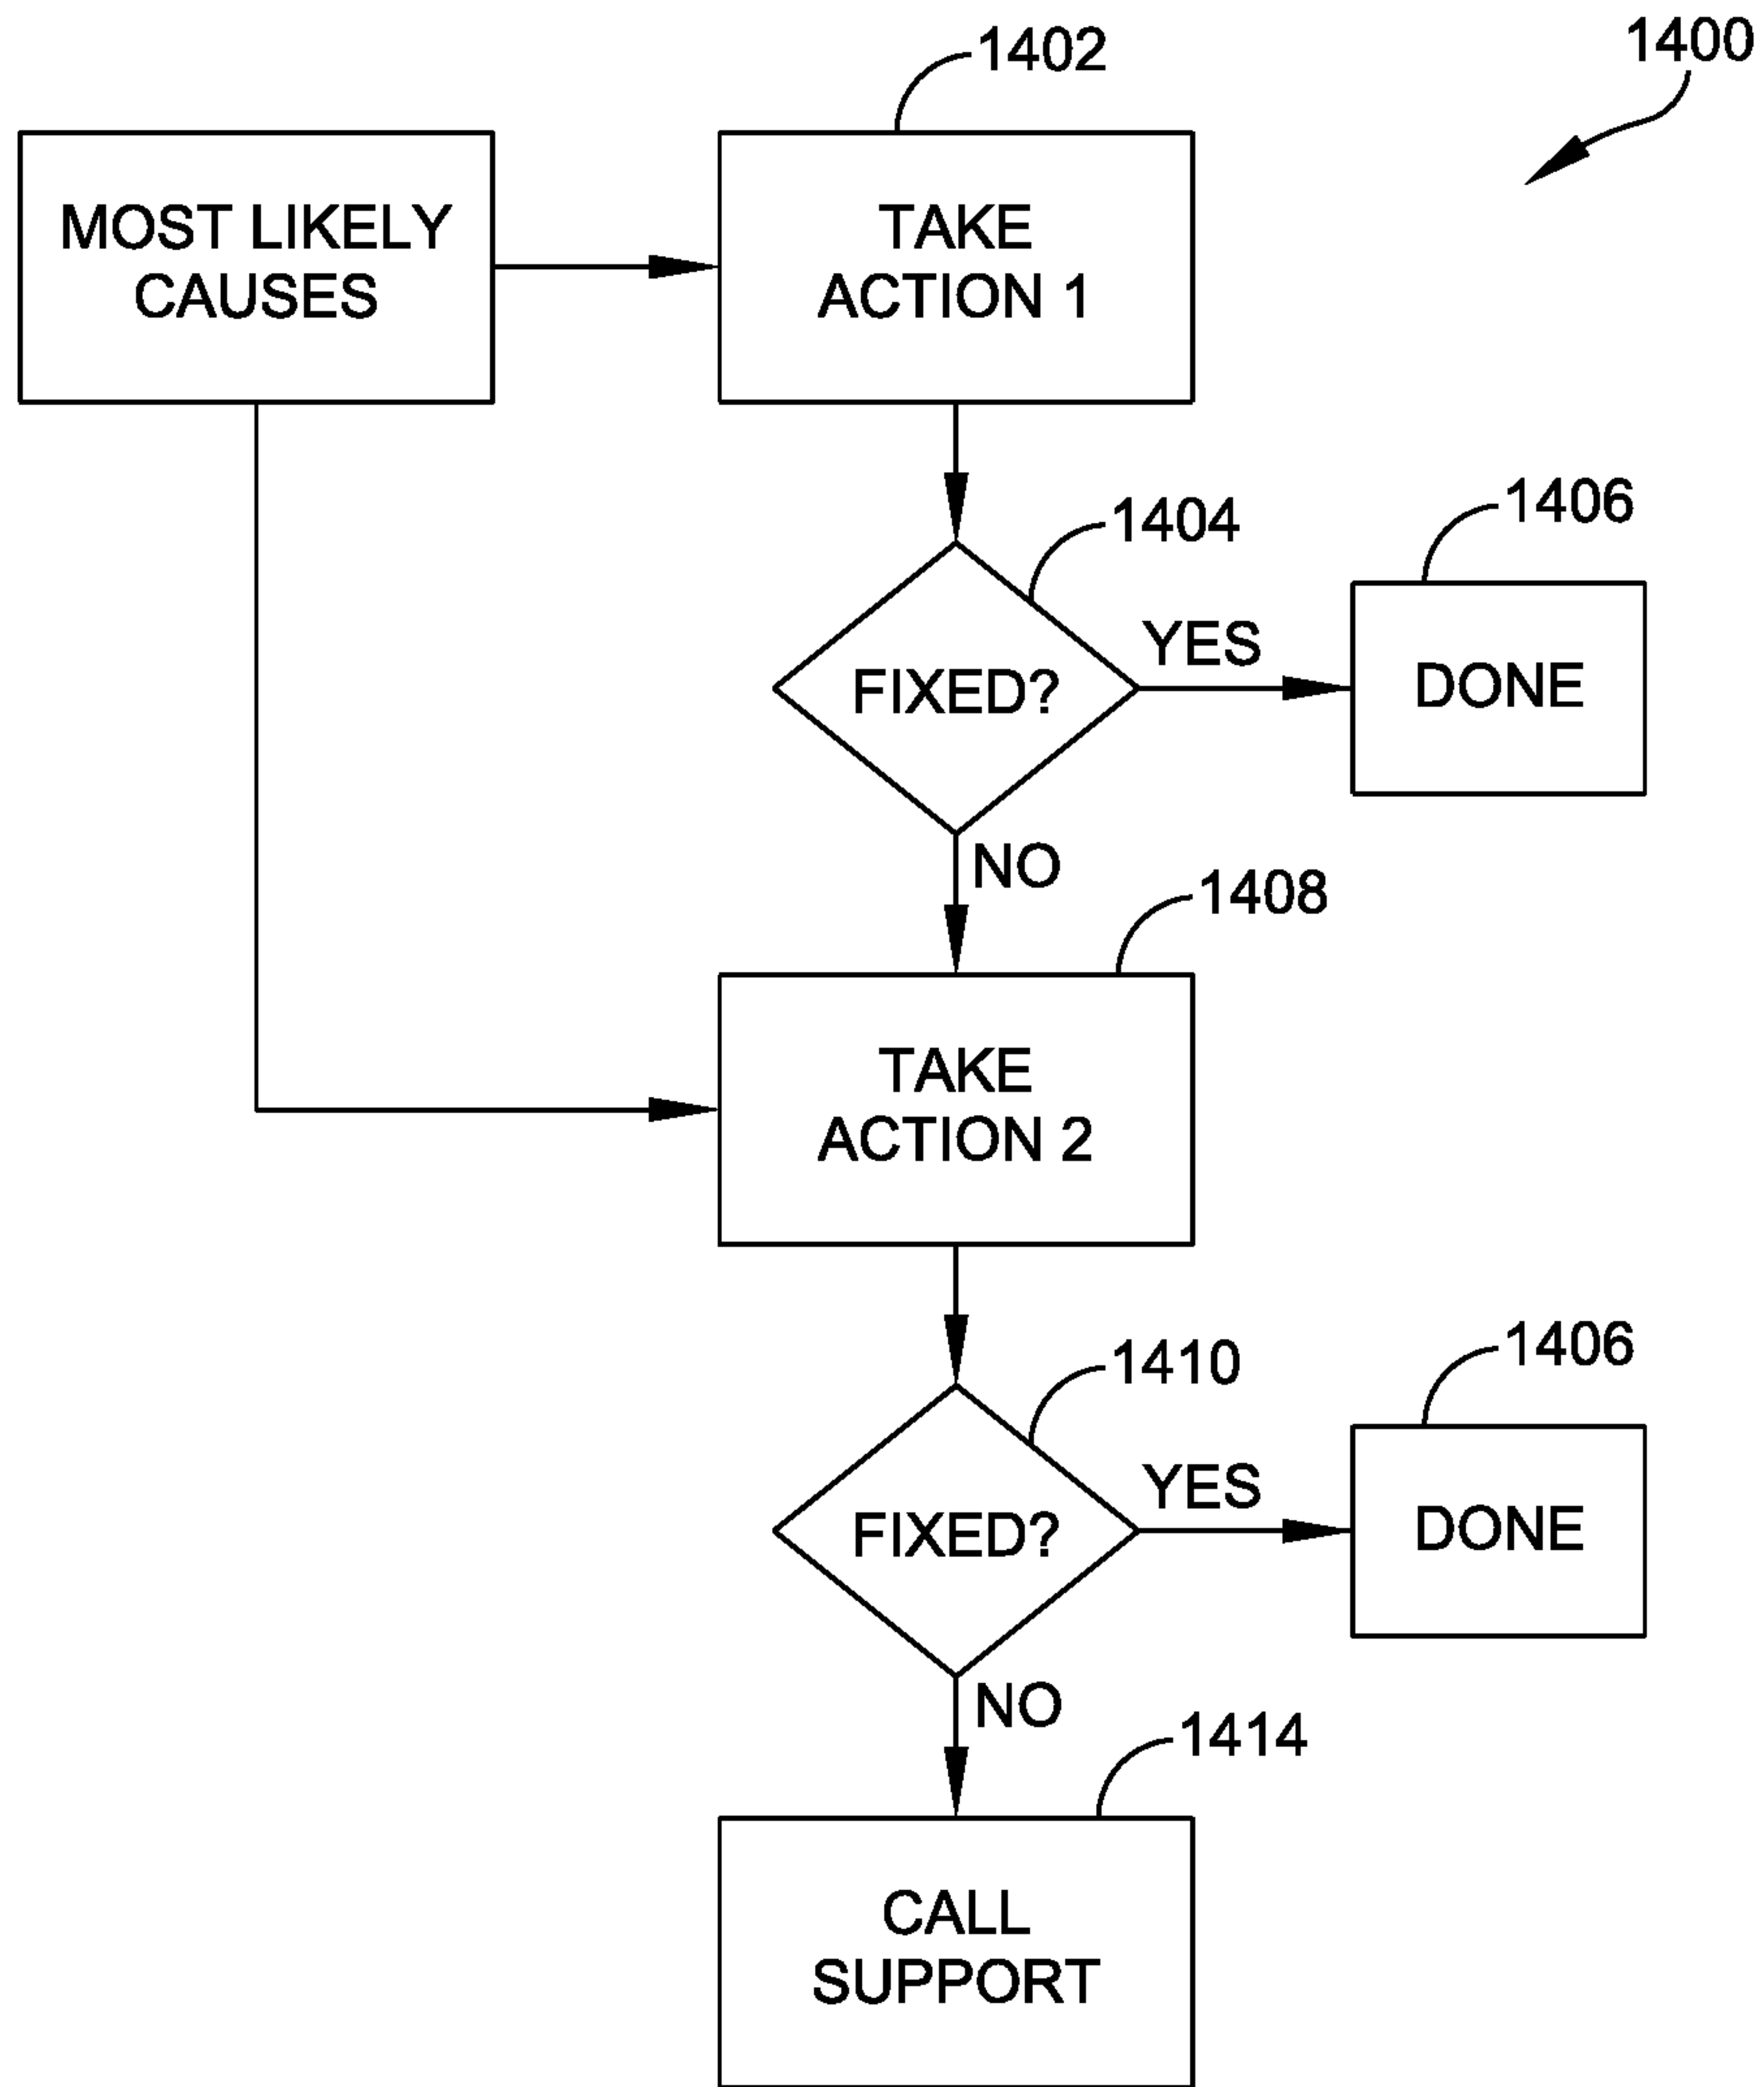 1402
1400
MOST LIKELY
CAUSES
TAKE
ACTION 1
1404
1406
FIXED?
YES
DONE
NO
1408
TAKE
ACTION 2
1410
1406
FIXED?
YES
DONE
NO
1414
CALL
SUPPORT